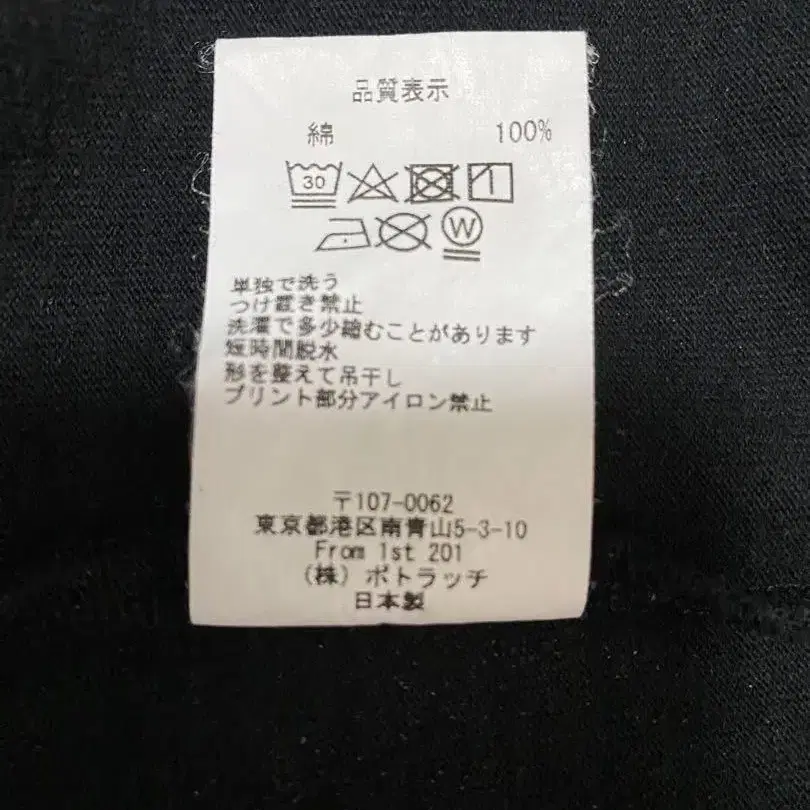 品質表示
綿 100%
30
W
単独で洗う
つけ置き禁止
洗濯で多少縮むことがあります
短時間脱水
形を整えて吊干し
プリント部分アイロン禁止
〒107-0062
東京都港区南青山5-3-10
From 1st 201
(株) ポトラッチ
日本製